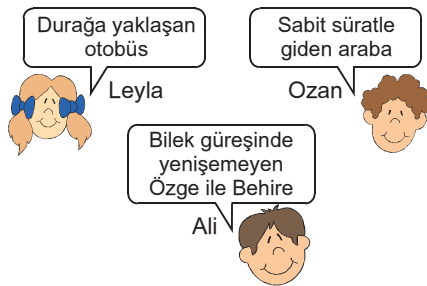 Durağa yaklaşan
otobüs
Leyla
Sabit süratle
giden araba
Ozan
Bilek güreşinde
yenişemeyen
Özge ile Behire
Ali